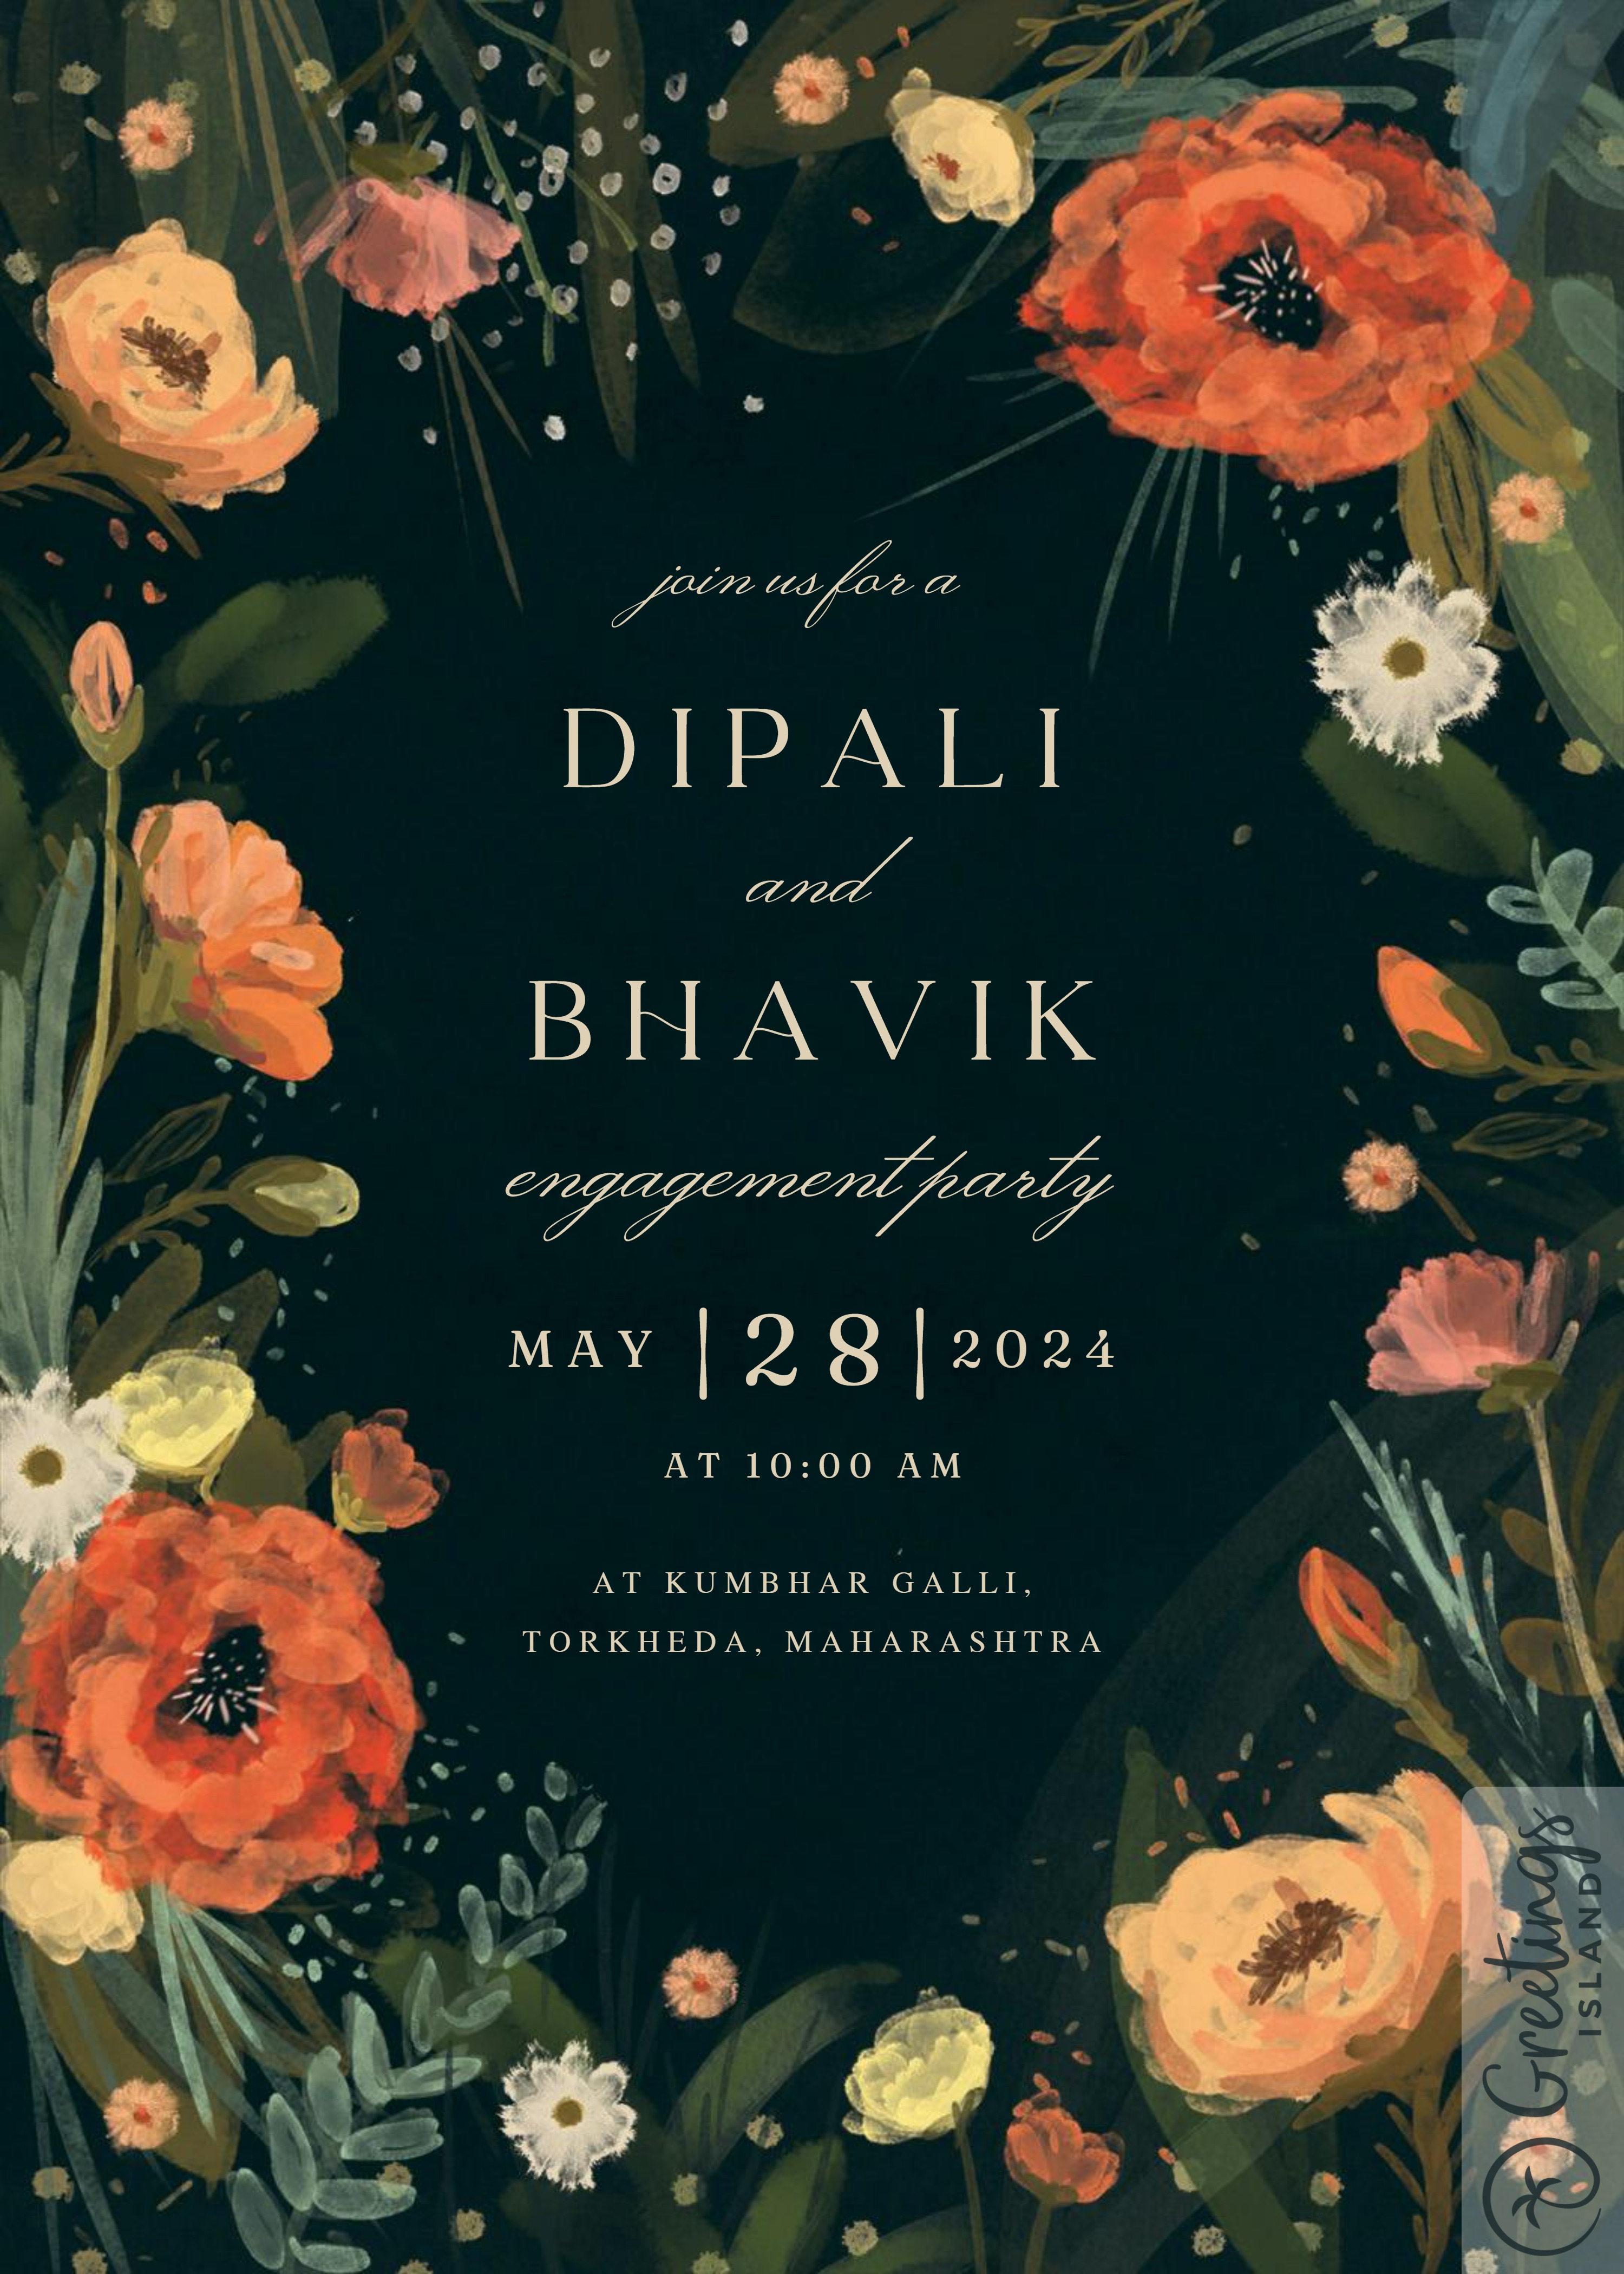 join us for a
DIPALI
and
BHAVIK
engagement party
MAY | 28 | 2024
AT 10:00 AM
AT KUMBHAR GALLI,
TORKHEDA, MAHARASHTRA
Greetings
ISLAND